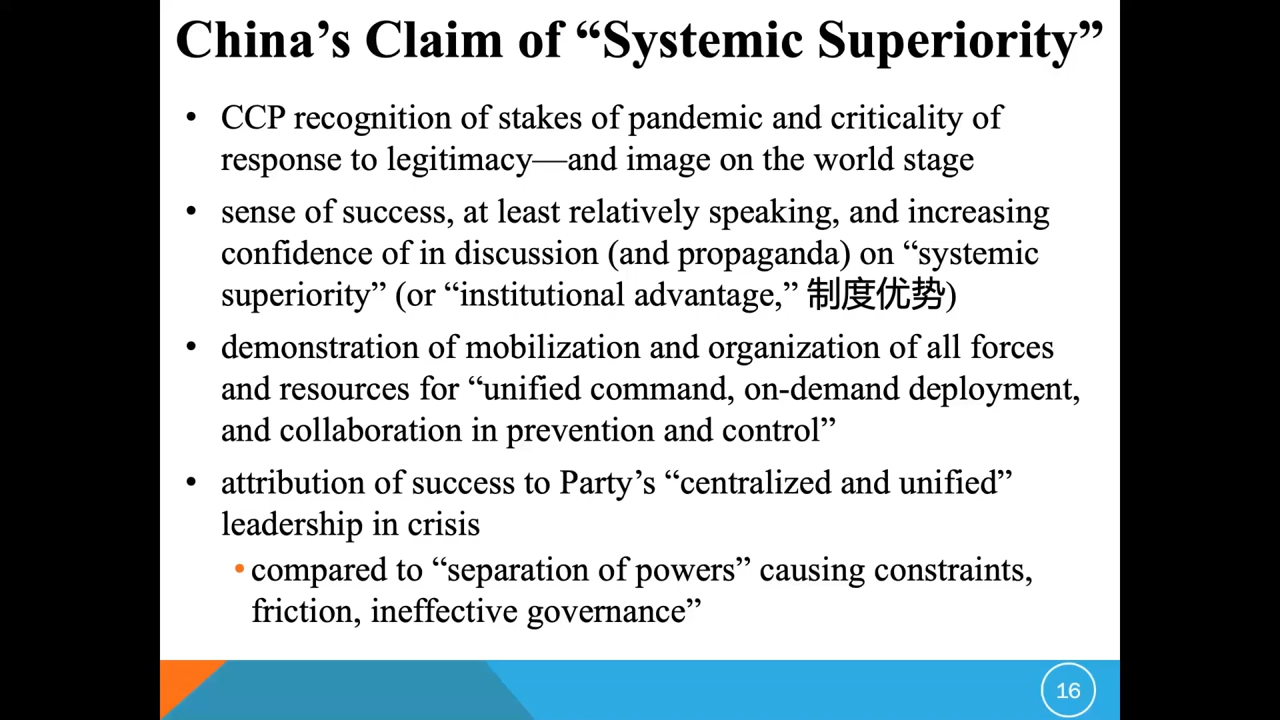 China’s Claim of “Systemic Superiority”
• CCP recognition of stakes of pandemic and criticality of
response to legitimacy—and image on the world stage
• sense of success, at least relatively speaking, and increasing
confidence of in discussion (and propaganda) on “systemic
superiority” (or “institutional advantage,” 制度优势)
• demonstration of mobilization and organization of all forces
and resources for “unified command, on-demand deployment,
and collaboration in prevention and control”
• attribution of success to Party’s “centralized and unified”
leadership in crisis
• compared to “separation of powers” causing constraints,
friction, ineffective governance”
16